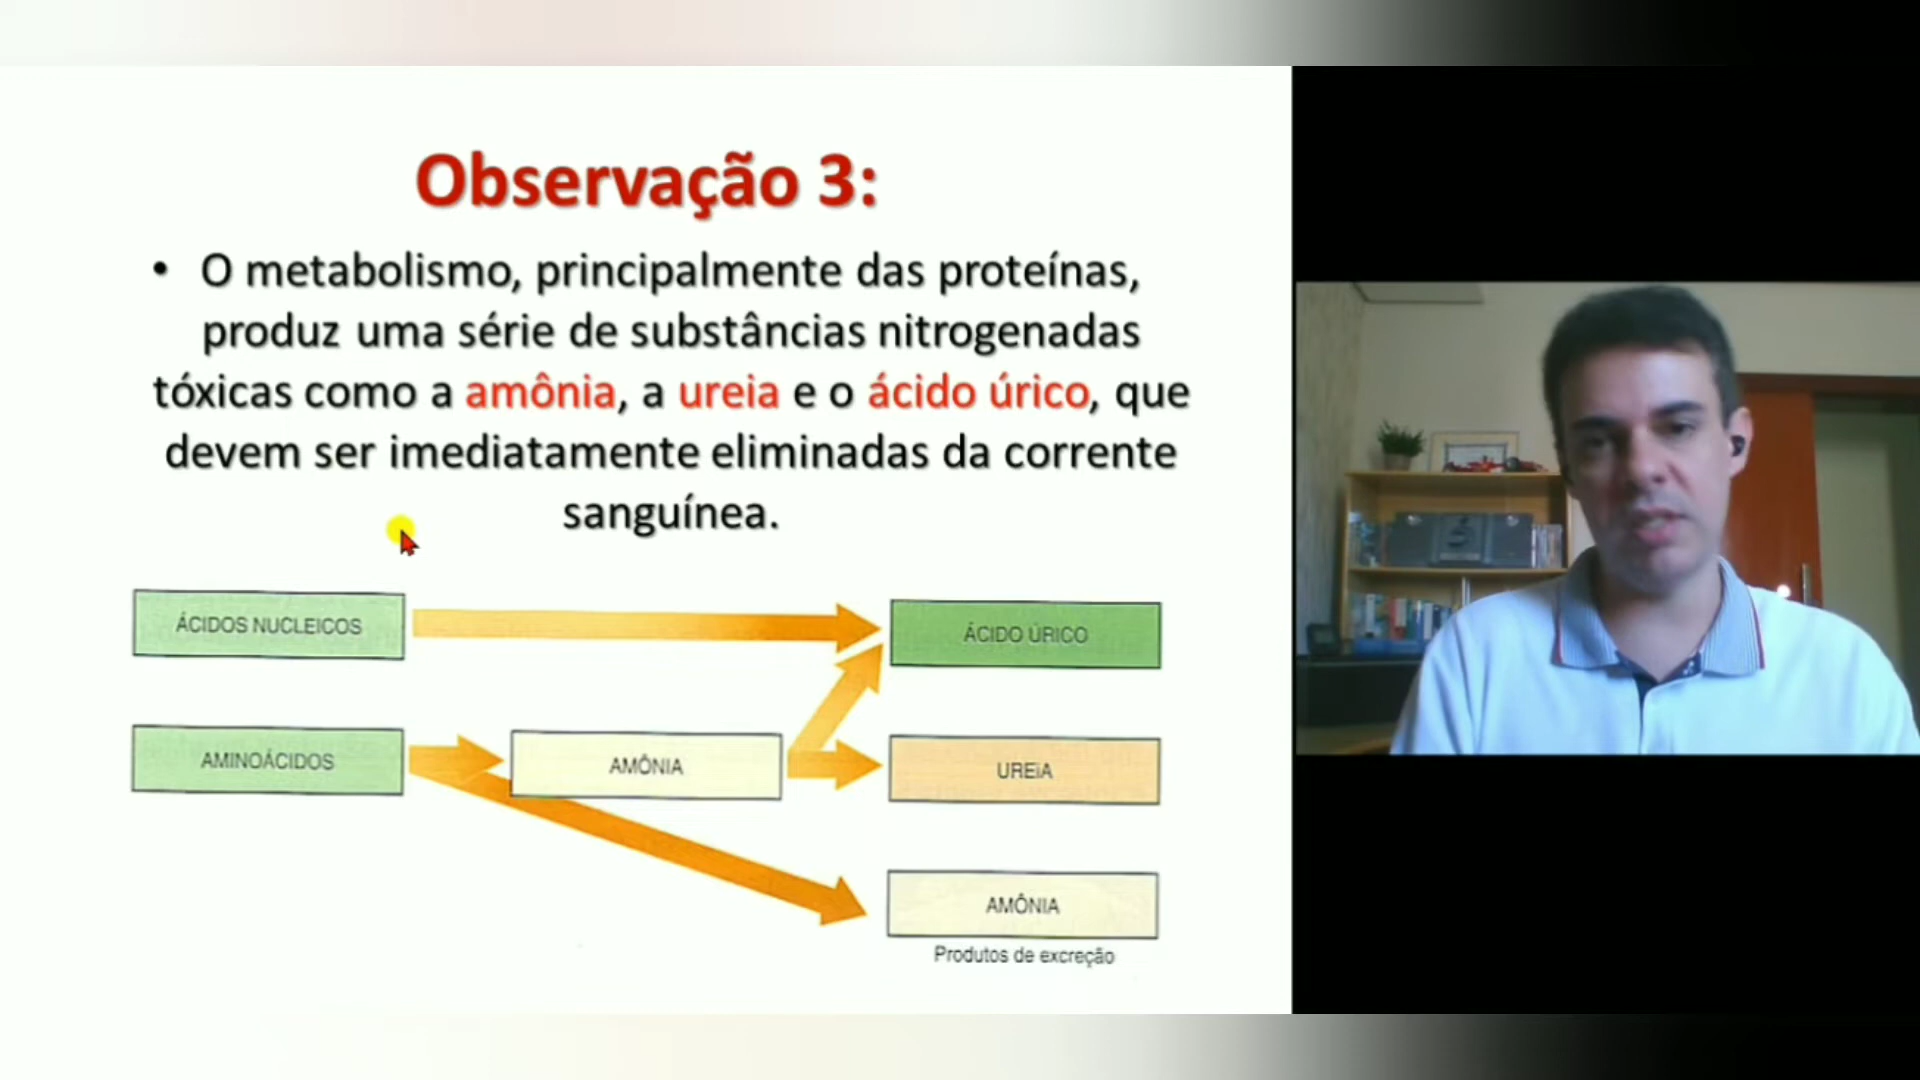 Observação 3:
• O metabolismo, principalmente das proteínas,
produz uma série de substâncias nitrogenadas
tóxicas como a amônia, a ureia e o ácido úrico, que
devem ser imediatamente eliminadas da corrente
sanguínea.
ÁCIDOS NUCLEICOS
ÁCIDO ÚRICO
AMINOÁCIDOS
AMÔNIA
UREiA
AMÔNIA
Produtos de excreção